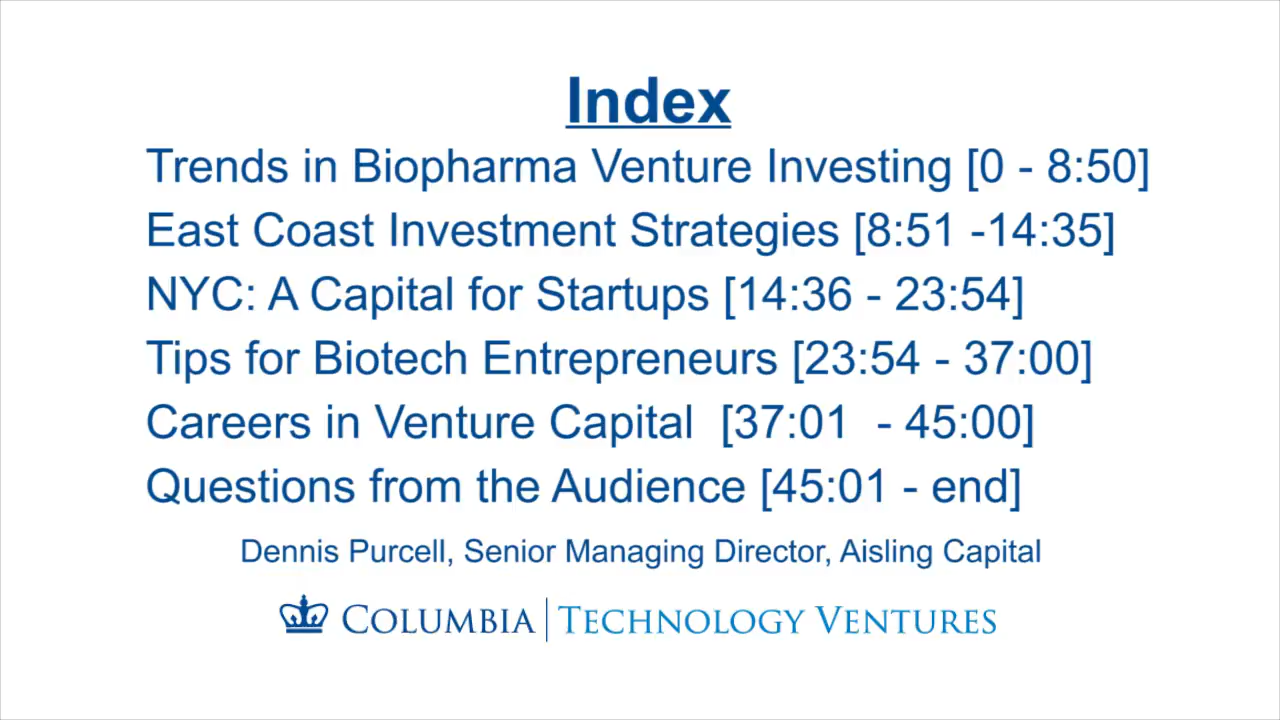 Index
Trends in Biopharma Venture Investing [0 - 8:50]
East Coast Investment Strategies [8:51 -14:35]
NYC: A Capital for Startups [14:36 - 23:54]
Tips for Biotech Entrepreneurs [23:54 - 37:00]
Careers in Venture Capital  [37:01  - 45:00]
Questions from the Audience [45:01 - end]
Dennis Purcell, Senior Managing Director, Aisling Capital
COLUMBIA | TECHNOLOGY VENTURES